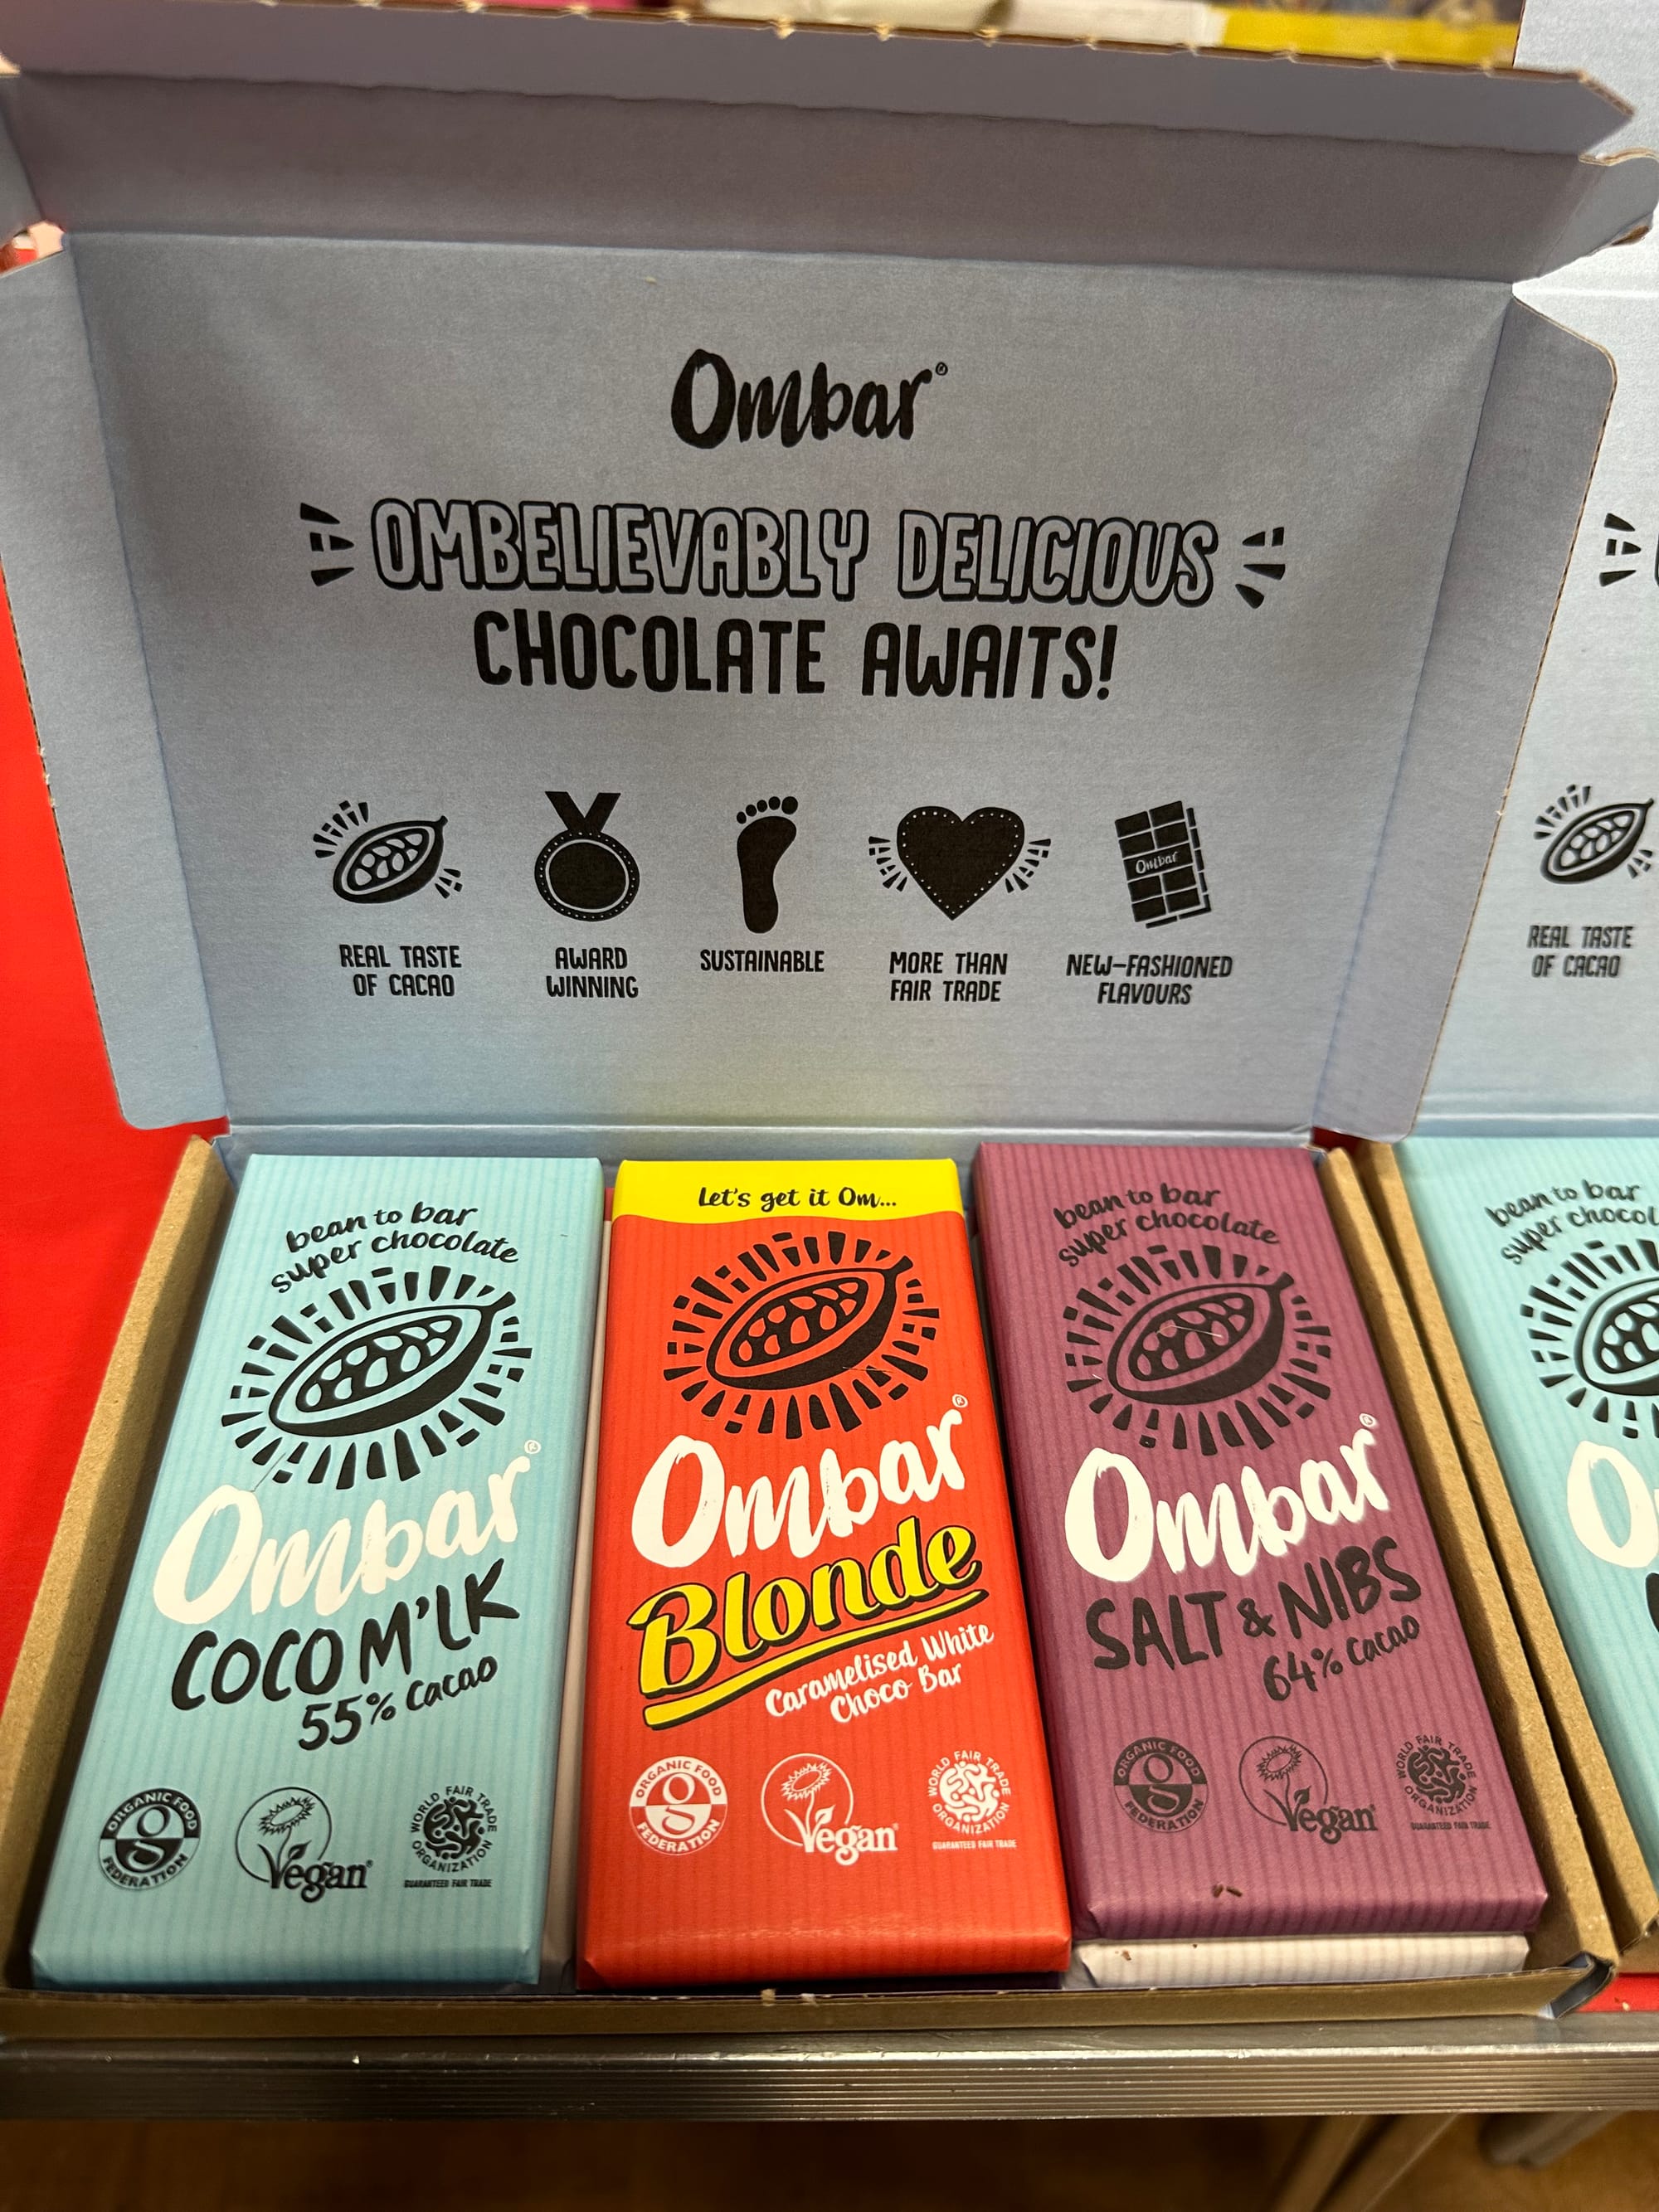 Ombar®
OMBELIEVABLY DELICIOUS
CHOCOLATE AWAITS!
Ombar
REAL TASTE
OF CACAO
AWARD
WINNING
SUSTAINABLE
MORE THAN
FAIR TRADE
NEW-FASHIONED
FLAVOURS
REAL TASTE
OF CACAO
bean to bar
super chocolate
Ombar®
COCO M'LK
55% Cacao
ORGANIC FOOD
FEDERATION
Vegan®
WORLD FAIR TRADE
ORGANIZATION
GUARANTEED FAIR TRADE
Let's get it Om...
Ombar®
Blonde
Caramelised White
Choco Bar
ORGANIC FOOD
FEDERATION
Vegan®
WORLD FAIR TRADE
ORGANIZATION
GUARANTEED FAIR TRADE
bean to bar
super chocolate
Ombar®
SALT & NIBS
64% Cacao
ORGANIC FOOD
FEDERATION
Vegan®
WORLD FAIR TRADE
ORGANIZATION
GUARANTEED FAIR TRADE
bean to bar
super